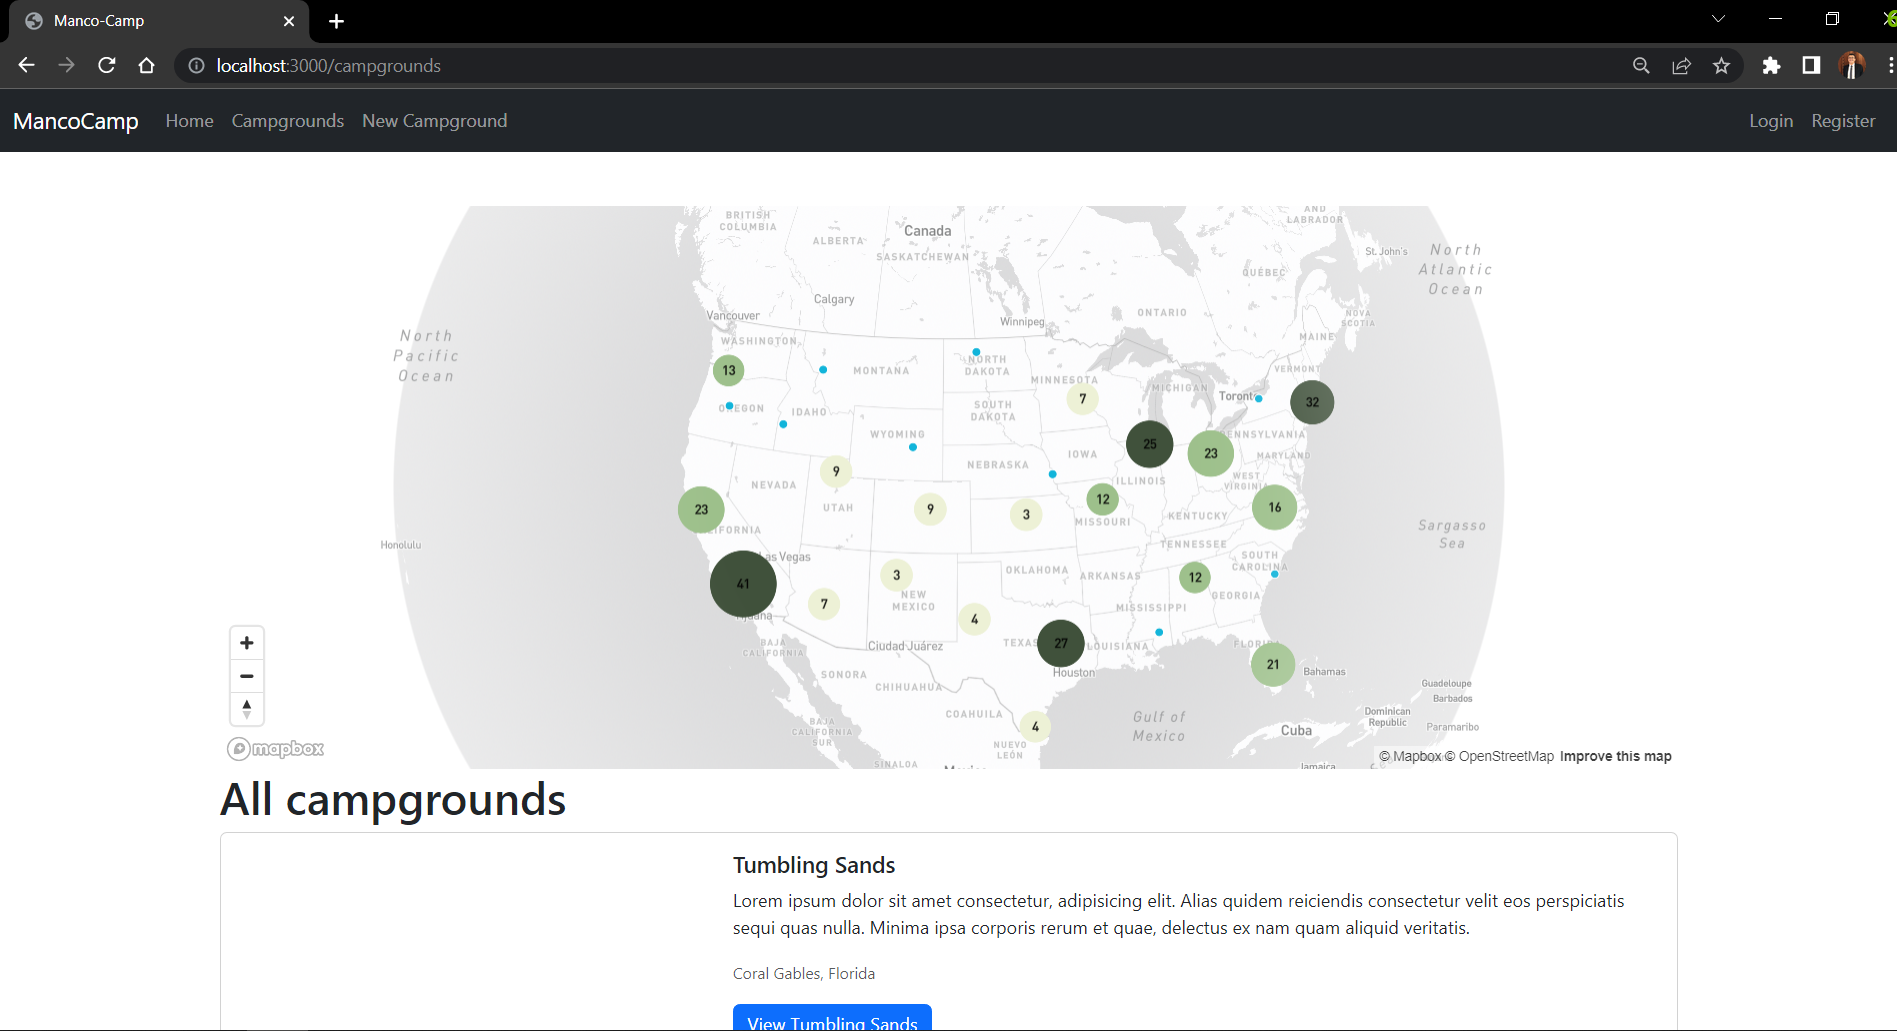 Manco-Camp
localhost:3000/campgrounds
MancoCamp Home Campgrounds New Campground Login Register
BRITISH
COLUMBIA
ALBERTA
Canada
SASKATCHEWAN
AND
LABRADOR
St. John's
North
Atlantic
Ocean
QUÉBEC
Calgary
Vancouver
Winnipeg
ONTARIO
NOVA
SCOTIA
North
Pacific
Ocean
WASHINGTON
MAINE
13
MONTANA
NORTH
DAKOTA
MINNESOTA
MICHIGAN
VERMONT
7
32
IDAHO
SOUTH
DAKOTA
WYOMING
25
23
IOWA
MARYLAND
NEBRASKA
9
NEVADA
UTAH
ILLINOIS
WEST
VIRGINIA
23
9
3
12
16
MISSOURI
KENTUCKY
Sargasso
Sea
Honolulu
TENNESSEE
SOUTH
CAROLINA
41
3
OKLAHOMA
ARKANSAS
12
GEORGIA
7
NEW
MEXICO
MISSISSIPPI
4
TEXAS
27
LOUISIANA
BAJA
CALIFORNIA
Ciudad Juárez
21
Houston
Bahamas
SONORA
CHIHUAHUA
Guadeloupe
Barbados
COAHUILA
4
Gulf of
Mexico
Dominican
Republic
Paramaribo
BAJA
CALIFORNIA
SUR
Cuba
NUEVO
LEÓN
SINALOA
Jamaica
mapbox
© Mapbox © OpenStreetMap Improve this map
All campgrounds
Tumbling Sands
Lorem ipsum dolor sit amet consectetur, adipisicing elit. Alias quidem reiciendis consectetur velit eos perspiciatis
sequi quas nulla. Minima ipsa corporis rerum et quae, delectus ex nam quam aliquid veritatis.
Coral Gables, Florida
View Tumbling Sands